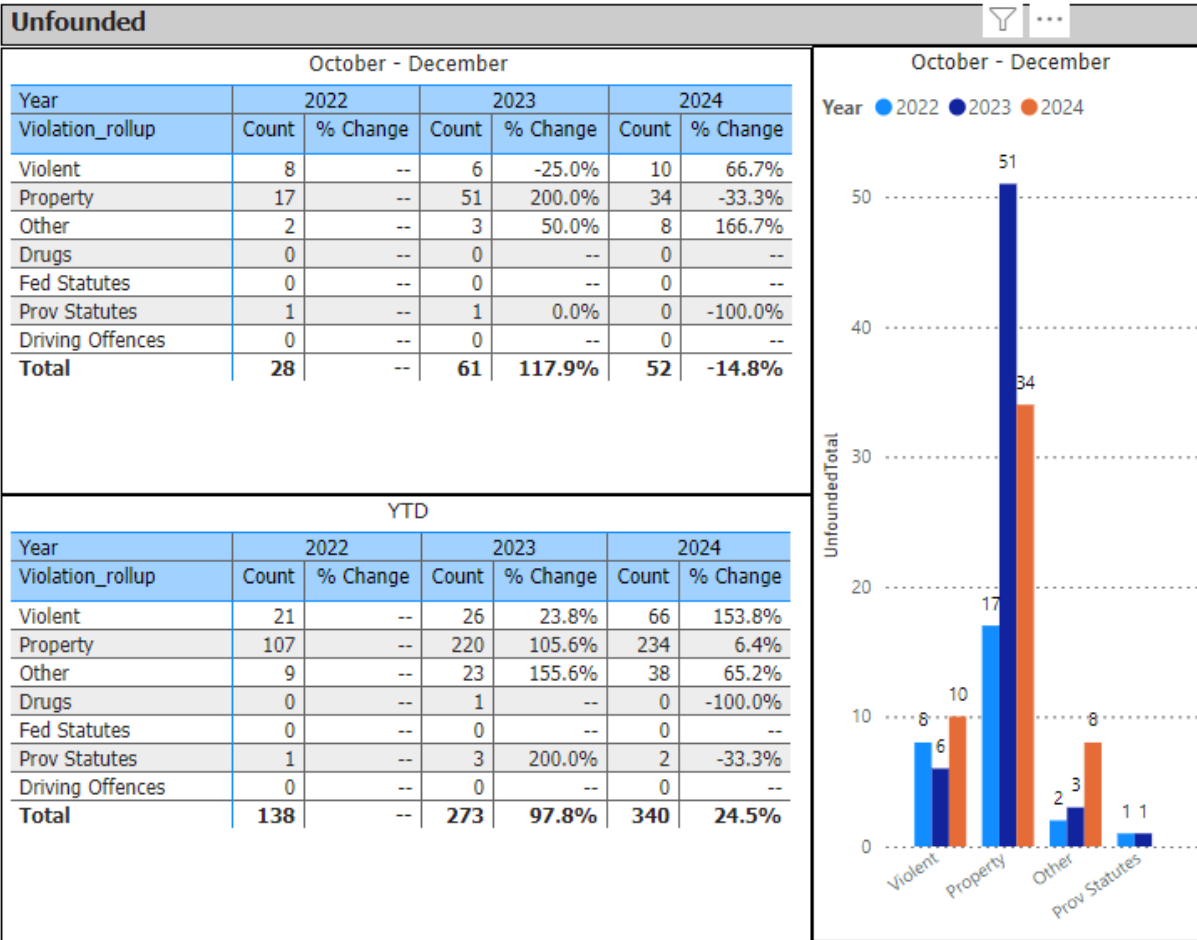 Unfounded
October - December
Year 2022 2023 2024
Violation_rollup Count % Change Count % Change Count % Change
Violent 8 -- 6 -25.0% 10 66.7%
Property 17 -- 51 200.0% 34 -33.3%
Other 2 -- 3 50.0% 8 166.7%
Drugs 0 -- 0 -- 0 --
Fed Statutes 0 -- 0 -- 0 --
Prov Statutes 1 -- 1 0.0% 0 -100.0%
Driving Offences 0 -- 0 -- 0 --
Total 28 -- 61 117.9% 52 -14.8%
YTD
Year 2022 2023 2024
Violation_rollup Count % Change Count % Change Count % Change
Violent 21 -- 26 23.8% 66 153.8%
Property 107 -- 220 105.6% 234 6.4%
Other 9 -- 23 155.6% 38 65.2%
Drugs 0 -- 1 -- 0 -100.0%
Fed Statutes 0 -- 0 -- 0 --
Prov Statutes 1 -- 3 200.0% 2 -33.3%
Driving Offences 0 -- 0 -- 0 --
Total 138 -- 273 97.8% 340 24.5%
October - December
Year 2022 2023 2024
UnfoundedTotal
50
40
30
20
10
0
8 6 10
17 51 34
2 3 8
1 1
Violent Property Other Prov Statutes